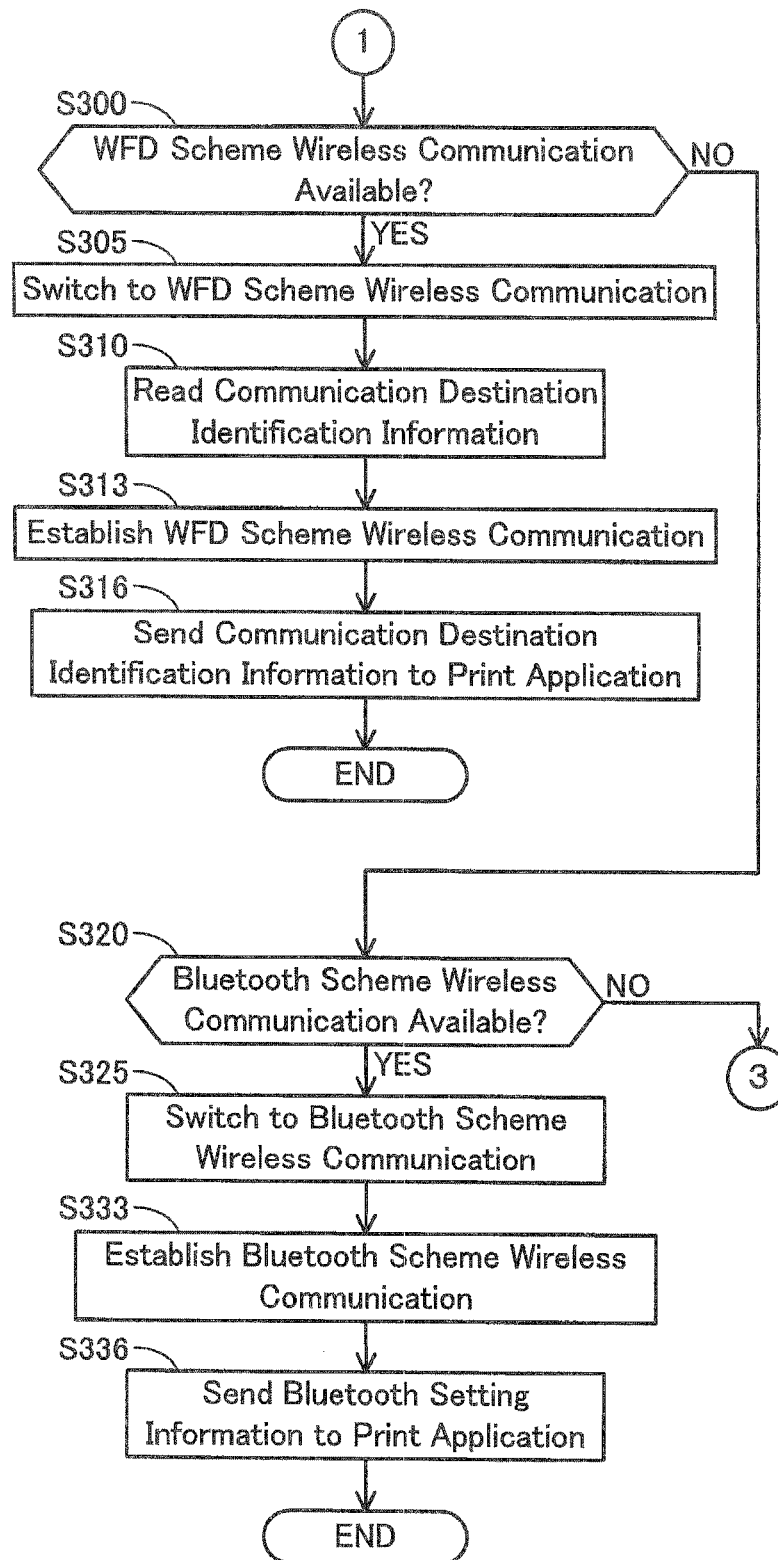 1
S300
WFD Scheme Wireless Communication
Available?
NO
YES
S305
Switch to WFD Scheme Wireless Communication
S310
Read Communication Destination
Identification Information
S313
Establish WFD Scheme Wireless Communication
S316
Send Communication Destination
Identification Information to Print Application
END
S320
Bluetooth Scheme Wireless
Communication Available?
NO
3
YES
S325
Switch to Bluetooth Scheme
Wireless Communication
S333
Establish Bluetooth Scheme Wireless
Communication
S336
Send Bluetooth Setting
Information to Print Application
END